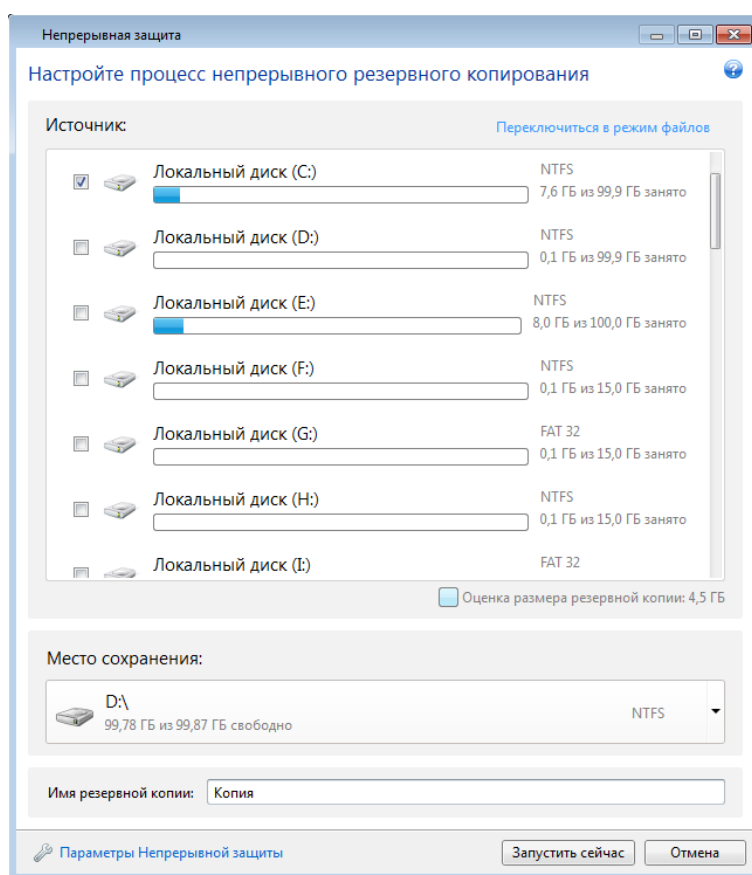 Непрерывная защита
Настройте процесс непрерывного резервного копирования
Источник:
Переключиться в режим файлов
Локальный диск (C:)
NTFS
7,6 ГБ из 99,9 ГБ занято
Локальный диск (D:)
NTFS
0,1 ГБ из 99,9 ГБ занято
Локальный диск (E:)
NTFS
8,0 ГБ из 100,0 ГБ занято
Локальный диск (F:)
NTFS
0,1 ГБ из 15,0 ГБ занято
Локальный диск (G:)
FAT 32
0,1 ГБ из 15,0 ГБ занято
Локальный диск (H:)
NTFS
0,1 ГБ из 15,0 ГБ занято
Локальный диск (I:)
FAT 32
Оценка размера резервной копии: 4,5 ГБ
Место сохранения:
D:\
99,78 ГБ из 99,87 ГБ свободно
NTFS
Имя резервной копии:
Копия
Параметры Непрерывной защиты
Запустить сейчас
Отмена